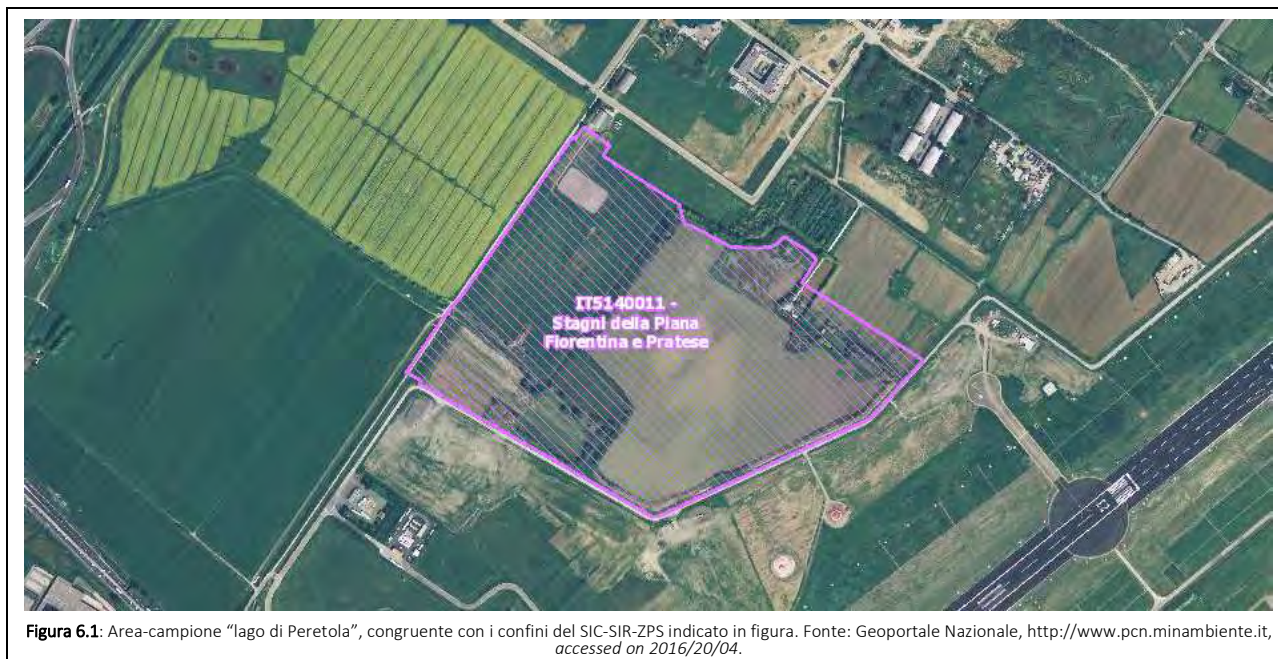 IT5140011 -
Stagni della Piana
Fiorentina e Pratese
Figura 6.1: Area-campione “lago di Peretola”, congruente con i confini del SIC-SIR-ZPS indicato in figura. Fonte: Geoportale Nazionale, http://www.pcn.minambiente.it,
accessed on 2016/20/04.